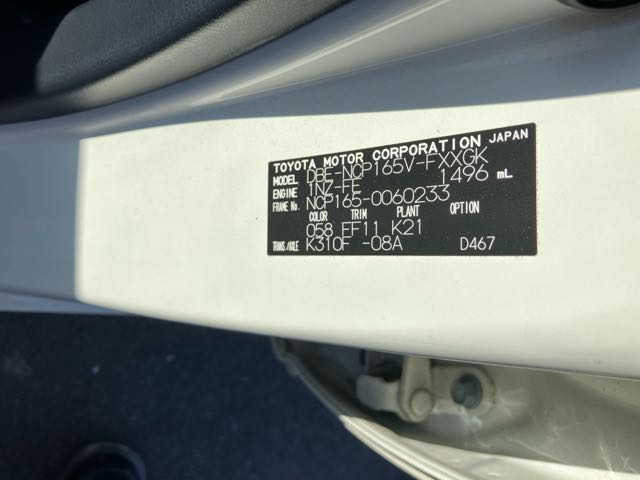 TOYOTA MOTOR CORPORATION JAPAN
MODEL DBE-NCP165V-FXXGK
ENGINE 1NZ-FE 1496 mL
FRAME No. NCP165-0060233
COLOR TRIM PLANT OPTION
058 FF11 K21
TRANS./AXLE K310F -08A D467